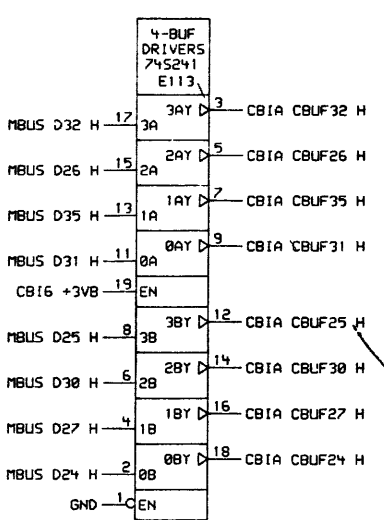 4-BUF
DRIVERS
74S241
E113
3AY 3 CBIA CBUF32 H
MBUS D32 H 17 3A
2AY 5 CBIA CBUF26 H
MBUS D26 H 15 2A
1AY 7 CBIA CBUF35 H
MBUS D35 H 13 1A
0AY 9 CBIA CBUF31 H
MBUS D31 H 11 0A
CBI6 +3VB 19 EN
3BY 12 CBIA CBUF25 H
MBUS D25 H 8 3B
2BY 14 CBIA CBUF30 H
MBUS D30 H 6 2B
1BY 16 CBIA CBUF27 H
MBUS D27 H 4 1B
0BY 18 CBIA CBUF24 H
MBUS D24 H 2 0B
GND 1 EN